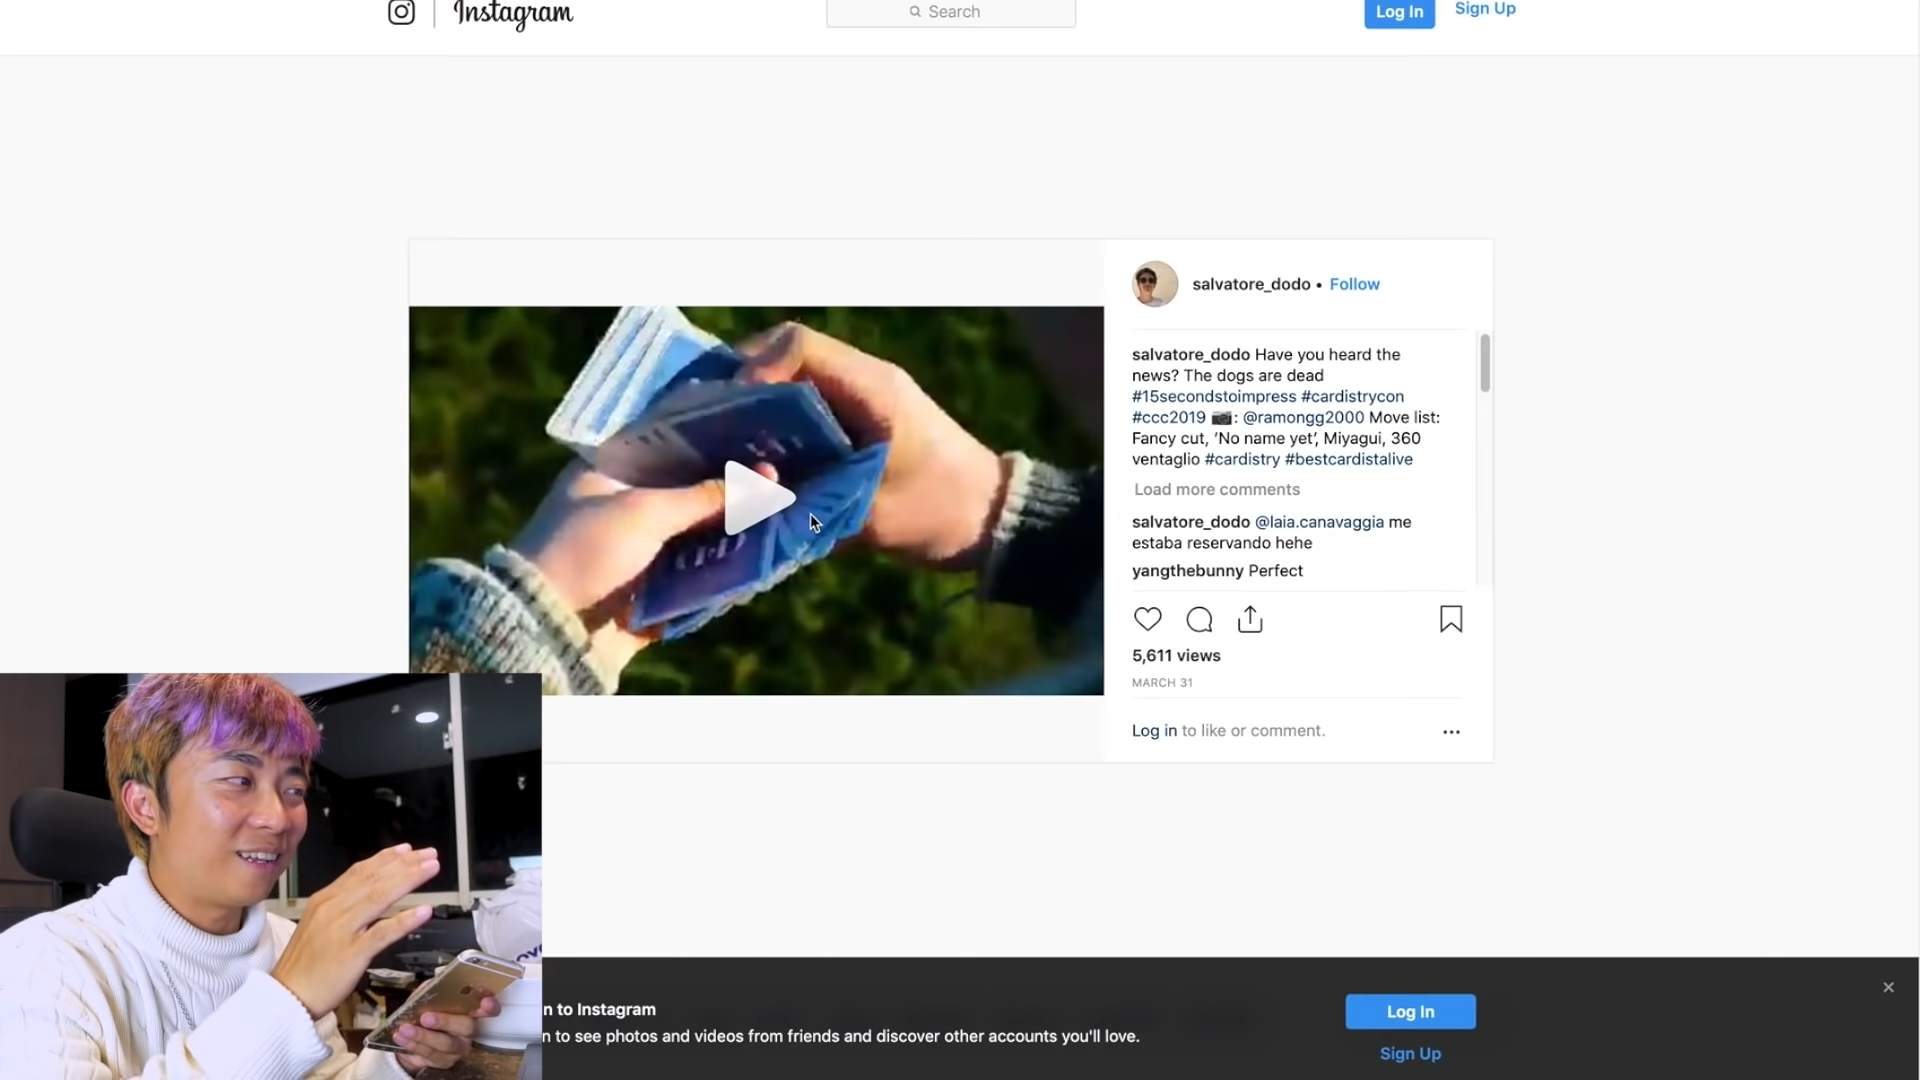 Instagram
Search
Log In
Sign Up
salvatore_dodo • Follow
salvatore_dodo Have you heard the
news? The dogs are dead
#15secondstoimpress #cardistrycon
#ccc2019 📷: @ramongg2000 Move list:
Fancy cut, ‘No name yet’, Miyagui, 360
ventaglio #cardistry #bestcardistalive
Load more comments
salvatore_dodo @laia.canavaggia me
estaba reservando hehe
yangthebunny Perfect
5,611 views
MARCH 31
Log in to like or comment.
n to Instagram
n to see photos and videos from friends and discover other accounts you'll love.
Log In
Sign Up